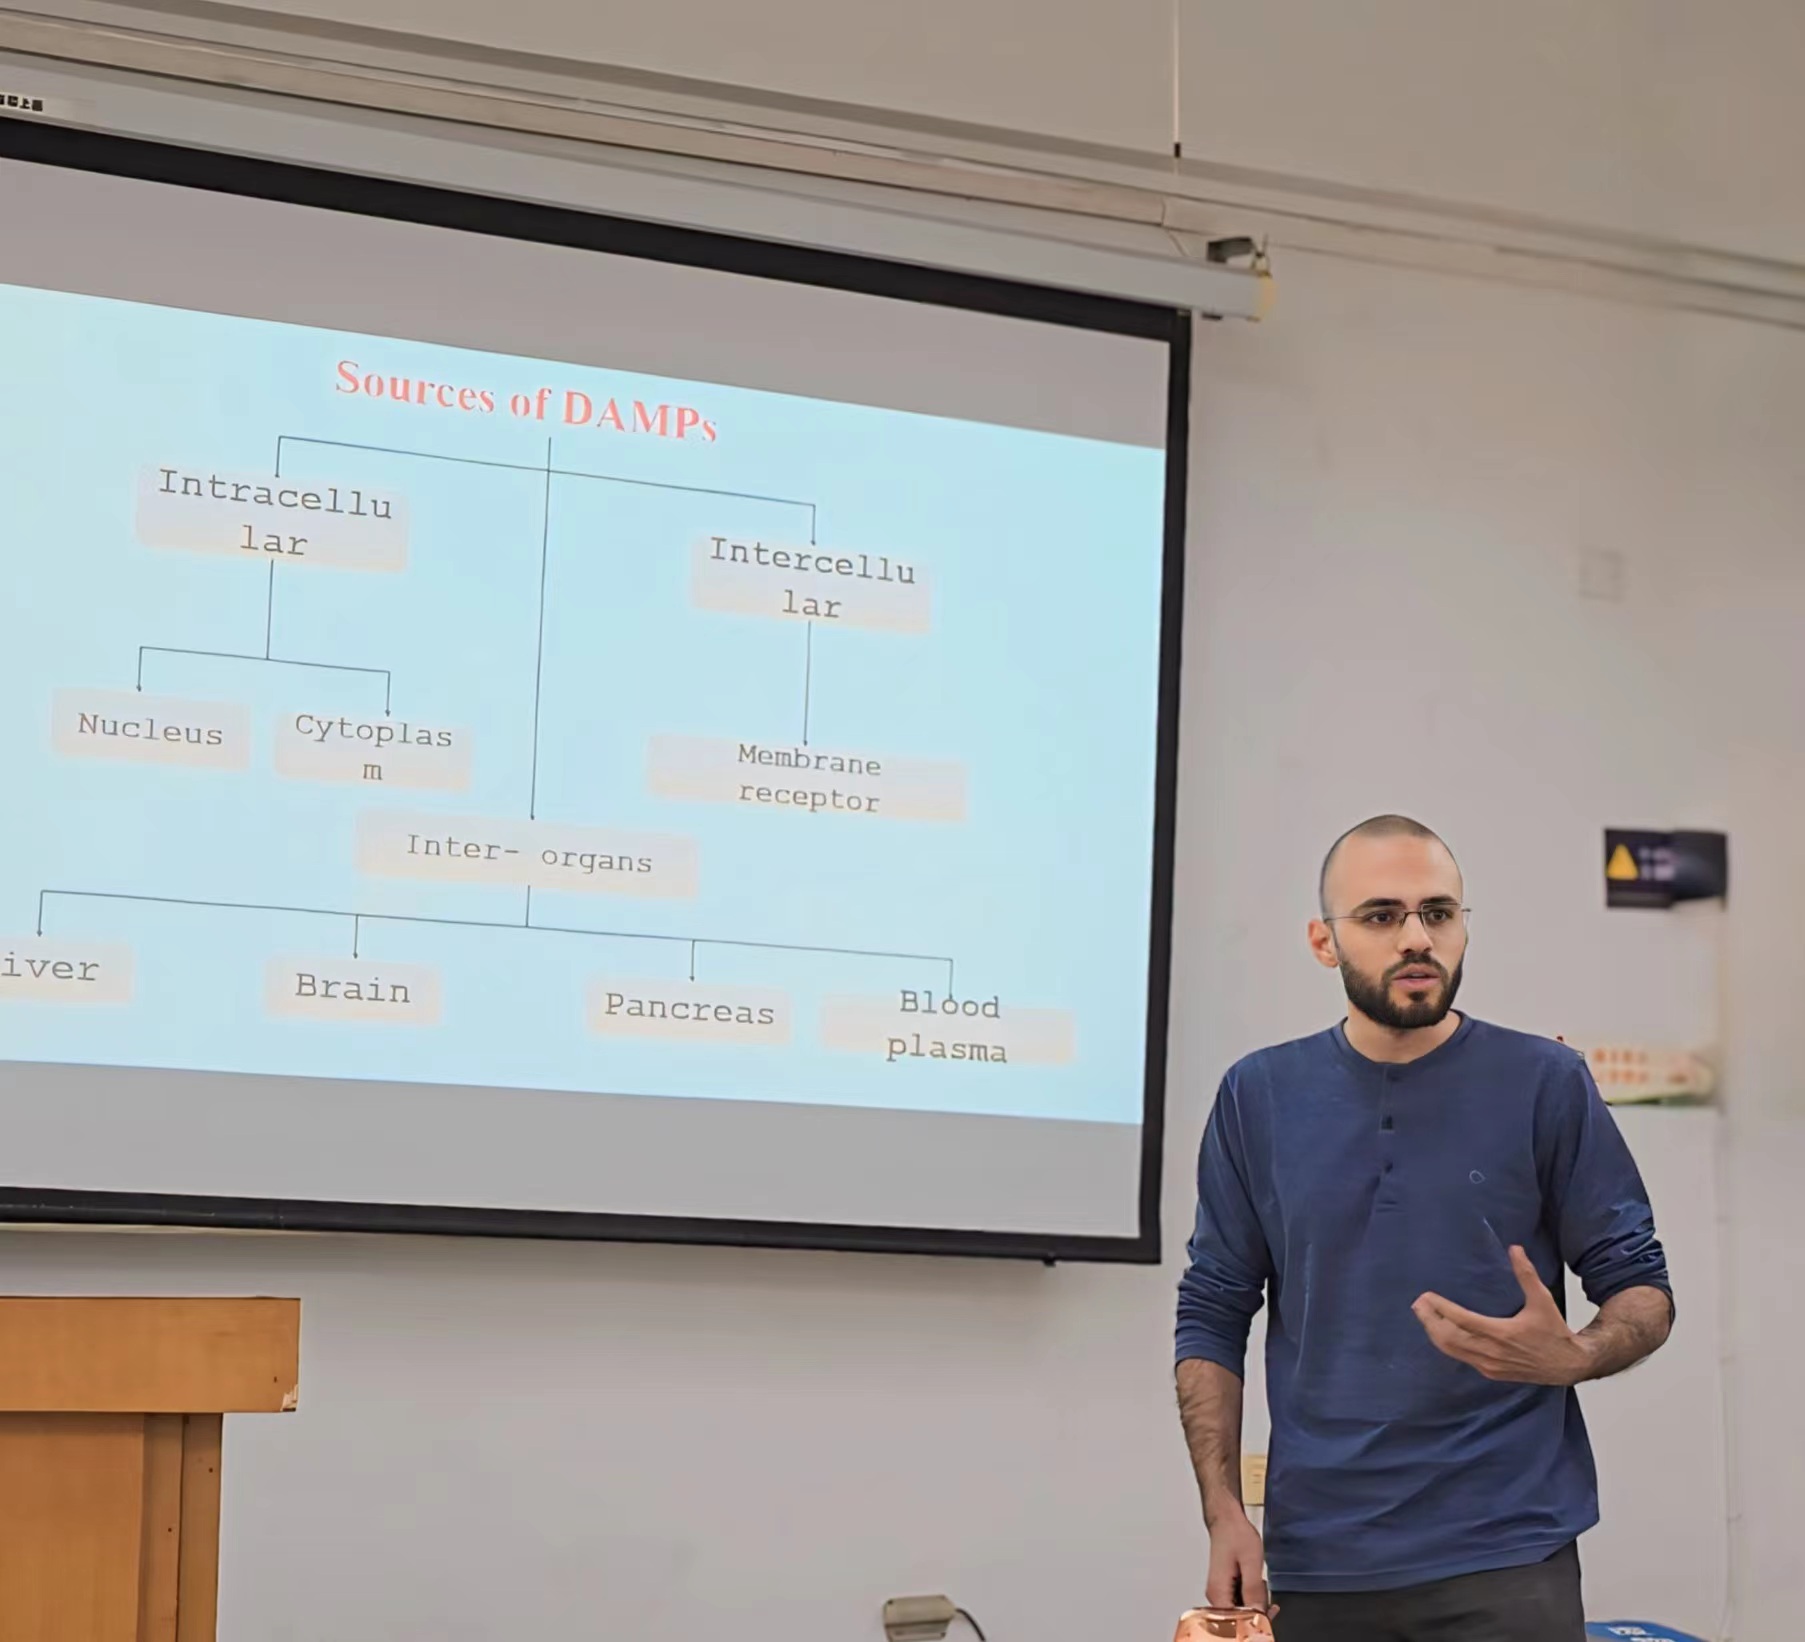 Sources of DAMPs
Intracellu
lar
Intercellu
lar
Nucleus
Cytoplas
m
Membrane
receptor
Inter- organs
iver
Brain
Pancreas
Blood
plasma